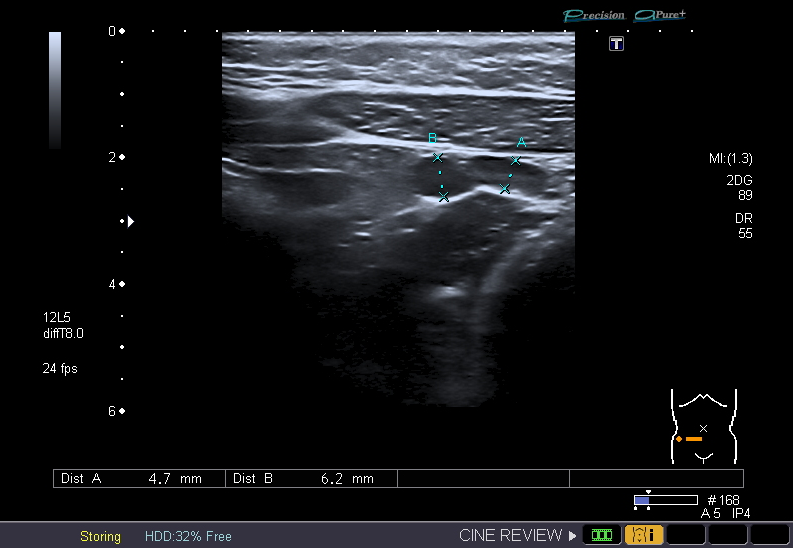 Precision APure+
T
0
2
4
6
B
A
MI:(1.3)
2DG
89
DR
55
12L5
diffT8.0
24 fps
Dist A 4.7 mm Dist B 6.2 mm
#168
A 5 IP4
Storing HDD:32% Free CINE REVIEW
i